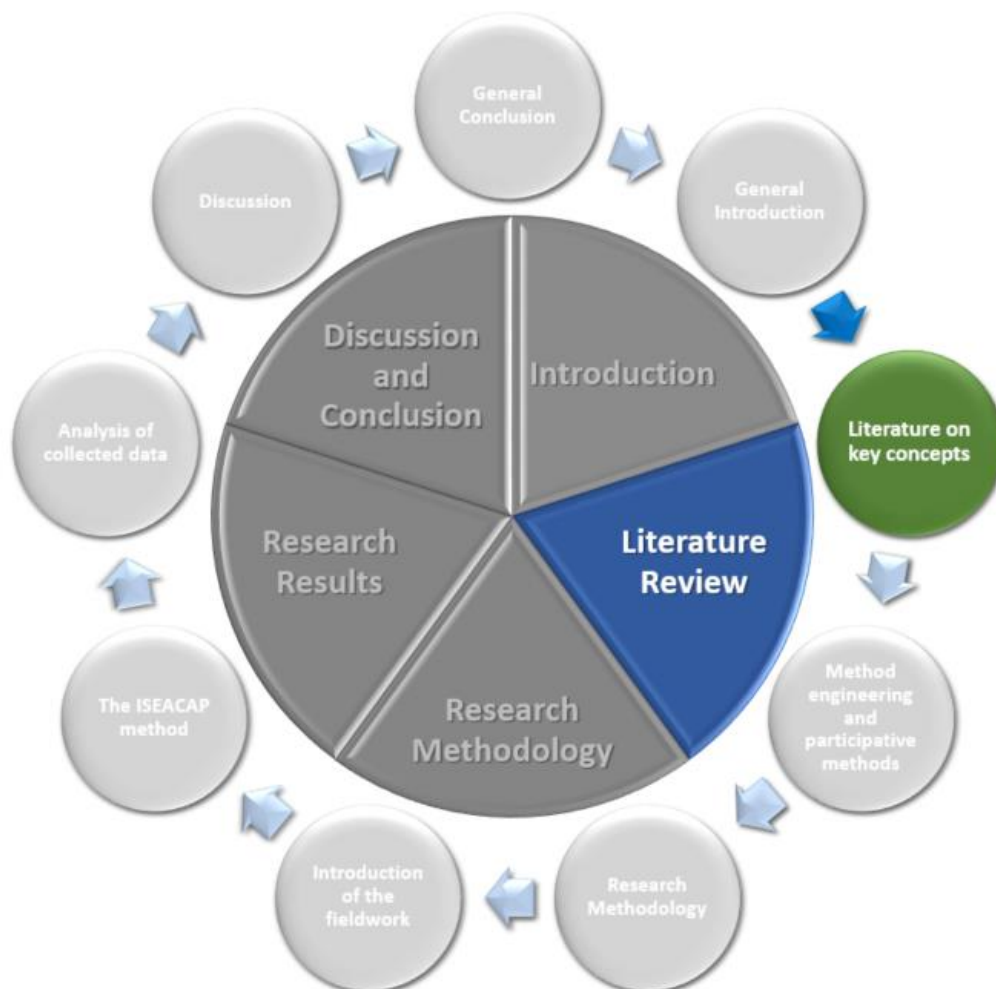 General
Conclusion
General
Introduction
Literature on
key concepts
Method
engineering
and
participative
methods
Research
Methodology
Introduction
of the
fieldwork
The ISEACAP
method
Analysis of
collected data
Discussion
Introduction
Literature
Review
Research
Methodology
Research
Results
Discussion
and
Conclusion